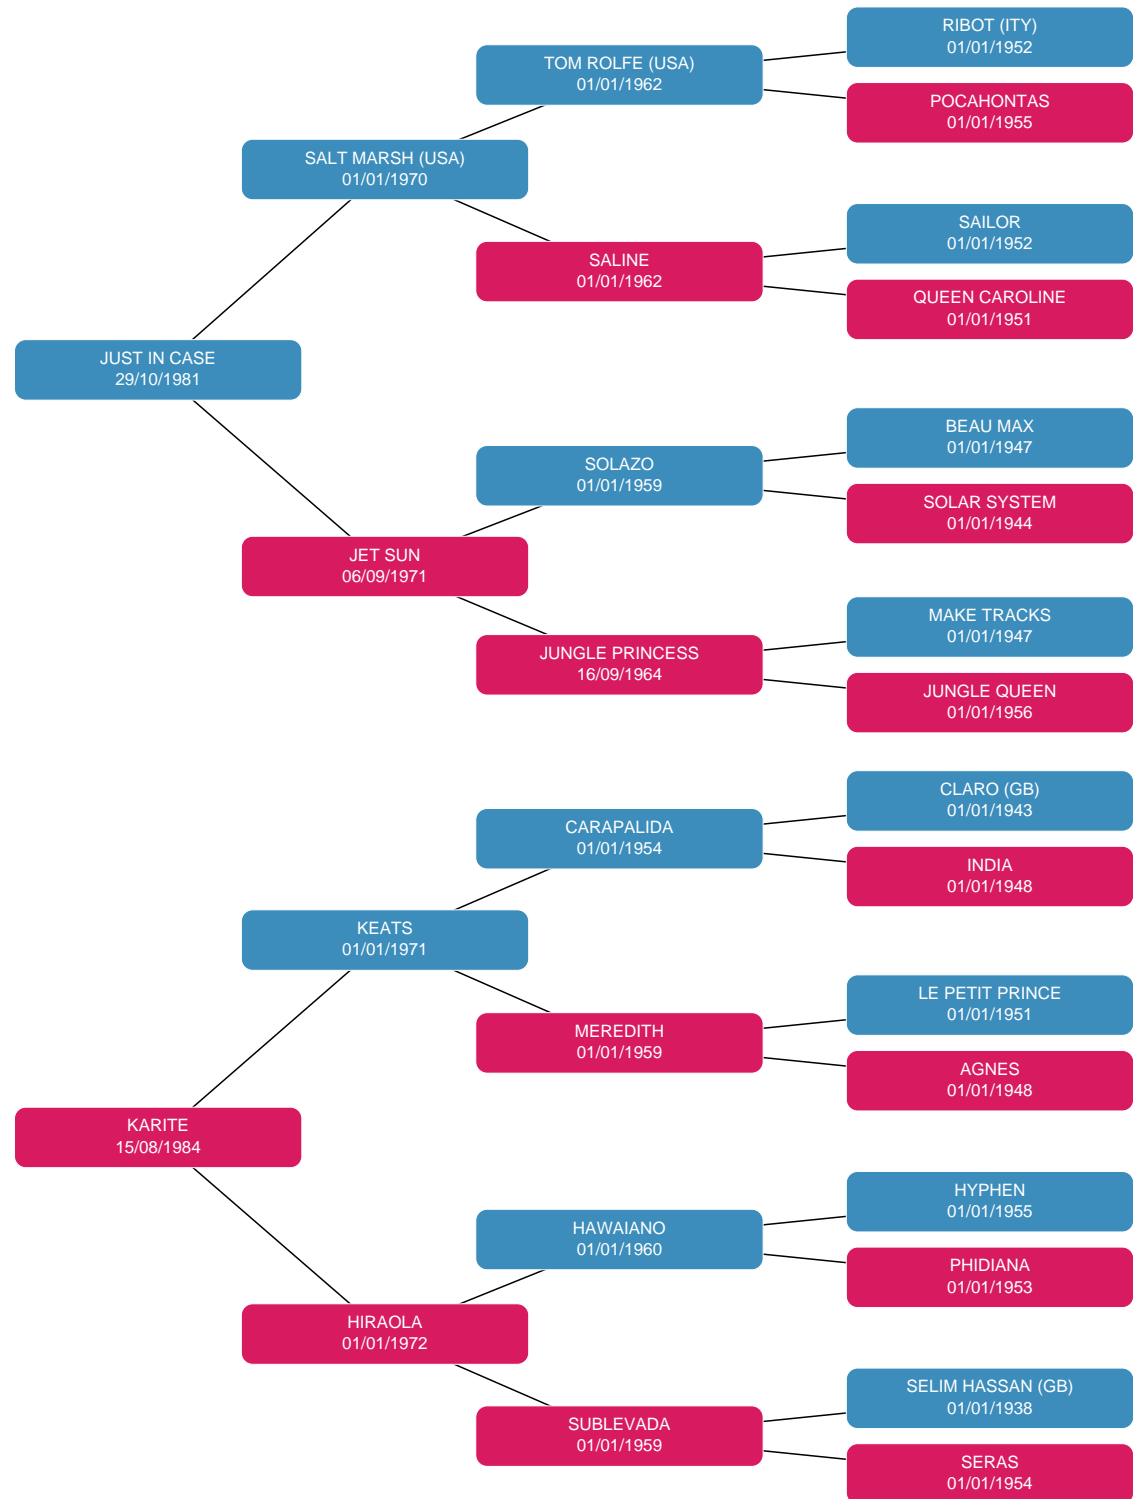 RIBOT (ITY)
01/01/1952
TOM ROLFE (USA)
01/01/1962
POCAHONTAS
01/01/1955
SALT MARSH (USA)
01/01/1970
SAILOR
01/01/1952
SALINE
01/01/1962
QUEEN CAROLINE
01/01/1951
JUST IN CASE
29/10/1981
BEAU MAX
01/01/1947
SOLAZO
01/01/1959
SOLAR SYSTEM
01/01/1944
JET SUN
06/09/1971
MAKE TRACKS
01/01/1947
JUNGLE PRINCESS
16/09/1964
JUNGLE QUEEN
01/01/1956
CLARO (GB)
01/01/1943
CARAPALIDA
01/01/1954
INDIA
01/01/1948
KEATS
01/01/1971
LE PETIT PRINCE
01/01/1951
MEREDITH
01/01/1959
AGNES
01/01/1948
KARITE
15/08/1984
HYPHEN
01/01/1955
HAWAIANO
01/01/1960
PHIDIANA
01/01/1953
HIRAOLA
01/01/1972
SELIM HASSAN (GB)
01/01/1938
SUBLEVADA
01/01/1959
SERAS
01/01/1954